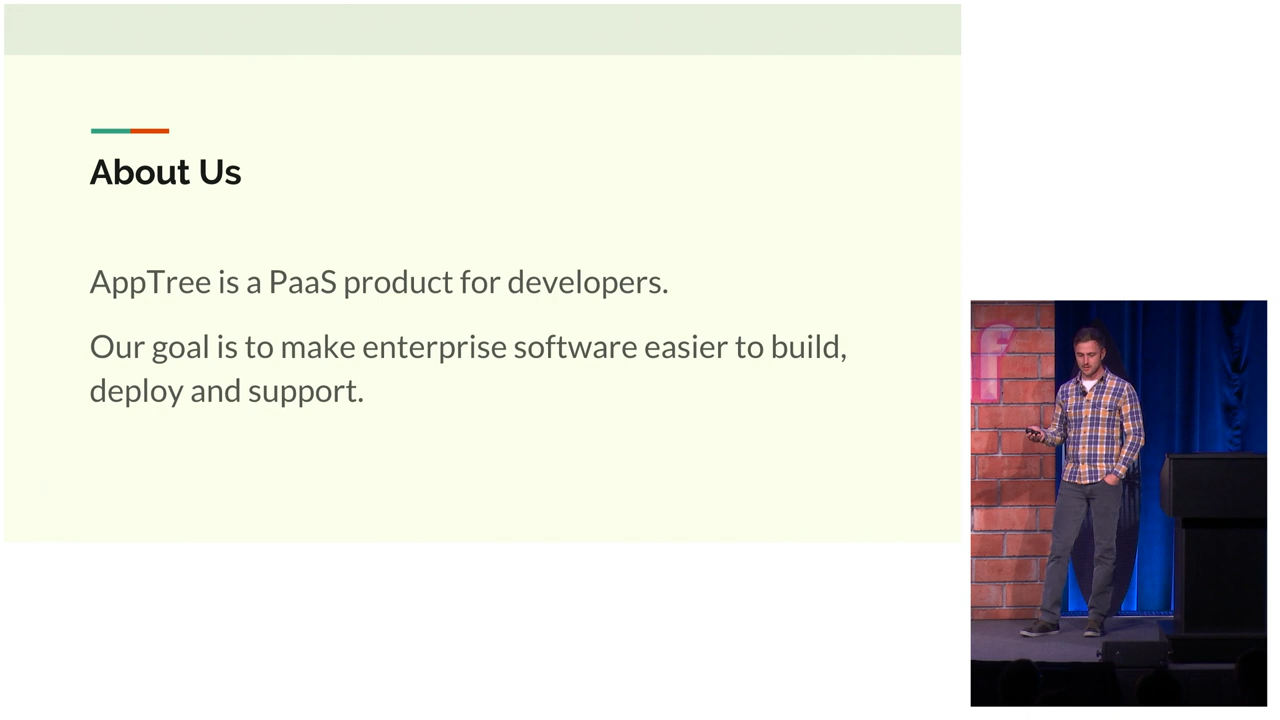 About Us
AppTree is a PaaS product for developers.
Our goal is to make enterprise software easier to build,
deploy and support.
f